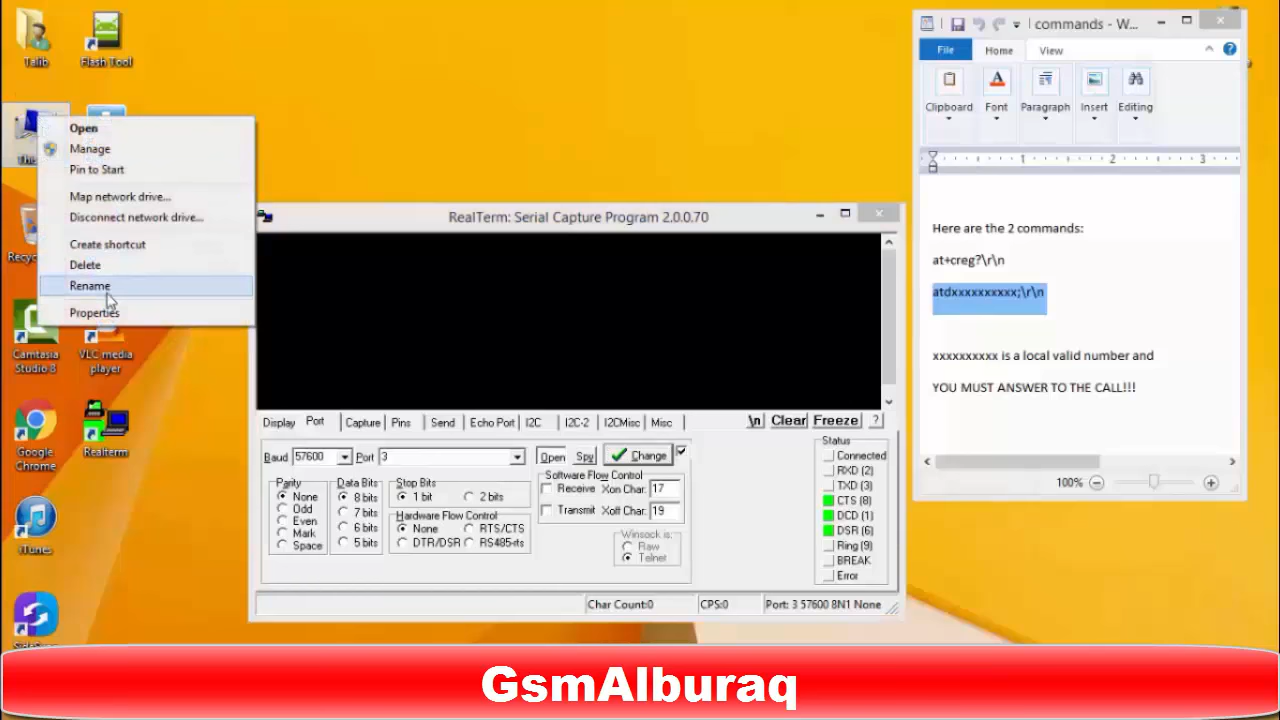 Talib
Flash Tool
Open
Manage
Pin to Start
Map network drive...
Disconnect network drive...
Create shortcut
Delete
Rename
Properties
Camtasia
Studio 8
VLC media
player
Google
Chrome
Realterm
iTunes
RealTerm: Serial Capture Program 2.0.0.70
Display
Port
Capture
Pins
Send
Echo Port
I2C
I2C-2
I2CMisc
Misc
\n
Clear
Freeze
?
Baud
57600
Port
3
Open
Spy
Change
Parity
None
Odd
Even
Mark
Space
Data Bits
8 bits
7 bits
6 bits
5 bits
Stop Bits
1 bit
2 bits
Hardware Flow Control
None
RTS/CTS
DTR/DSR
RS485-rts
Software Flow Control
Receive
Xon Char:
17
Transmit
Xoff Char:
19
Winsock is:
Raw
Telnet
Status
Connected
RXD (2)
TXD (3)
CTS (8)
DCD (1)
DSR (6)
Ring (9)
BREAK
Error
Char Count:0
CPS:0
Port: 3 57600 8N1 None
commands - W...
File
Home
View
Clipboard
Font
Paragraph
Insert
Editing
1
2
3
Here are the 2 commands:
at+creg?\r\n
atdxxxxxxxxxx;\r\n
xxxxxxxxxx is a local valid number and
YOU MUST ANSWER TO THE CALL!!!
100%
GsmAlburaq